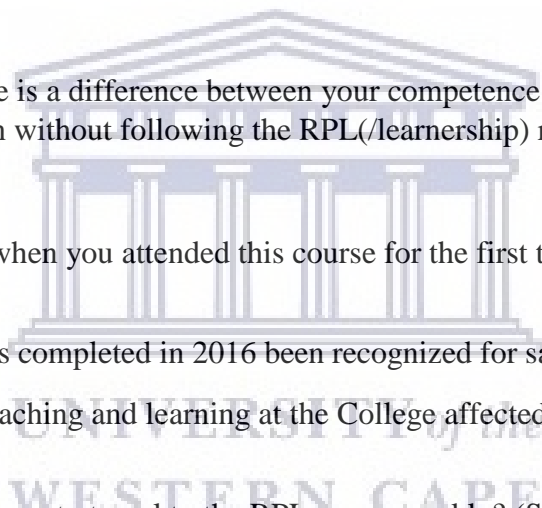 e is a difference between your competence
n without following the RPL(/learnership)
when you attended this course for the first t
s completed in 2016 been recognized for sa
aching and learning at the College affected
UNIVERSITY of the
WESTERN CAPE